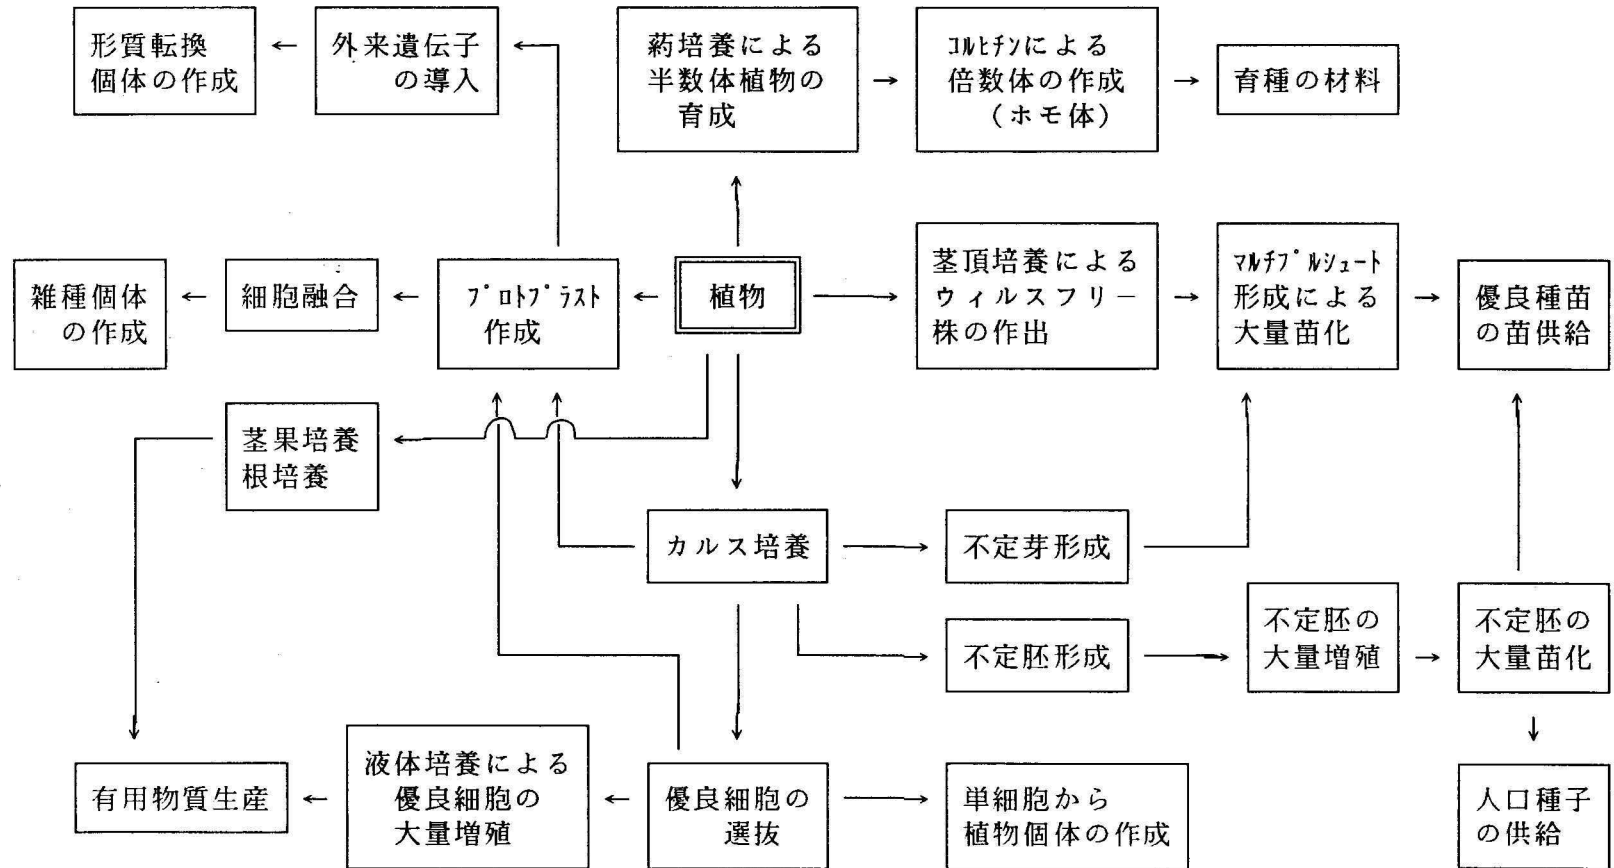 形質転換
個体の作成
外来遺伝子
の導入
葯培養による
半数体植物の
育成
コルヒチンによる
倍数体の作成
（ホモ体）
育種の材料
雑種個体
の作成
細胞融合
プロトプラスト
作成
植物
茎頂培養による
ウィルスフリー
株の作出
マルチプルシュート
形成による
大量苗化
優良種苗
の苗供給
茎果培養
根培養
カルス培養
不定芽形成
不定胚形成
不定胚の
大量増殖
不定胚の
大量苗化
有用物質生産
液体培養による
優良細胞の
大量増殖
優良細胞の
選抜
単細胞から
植物個体の作成
人口種子
の供給